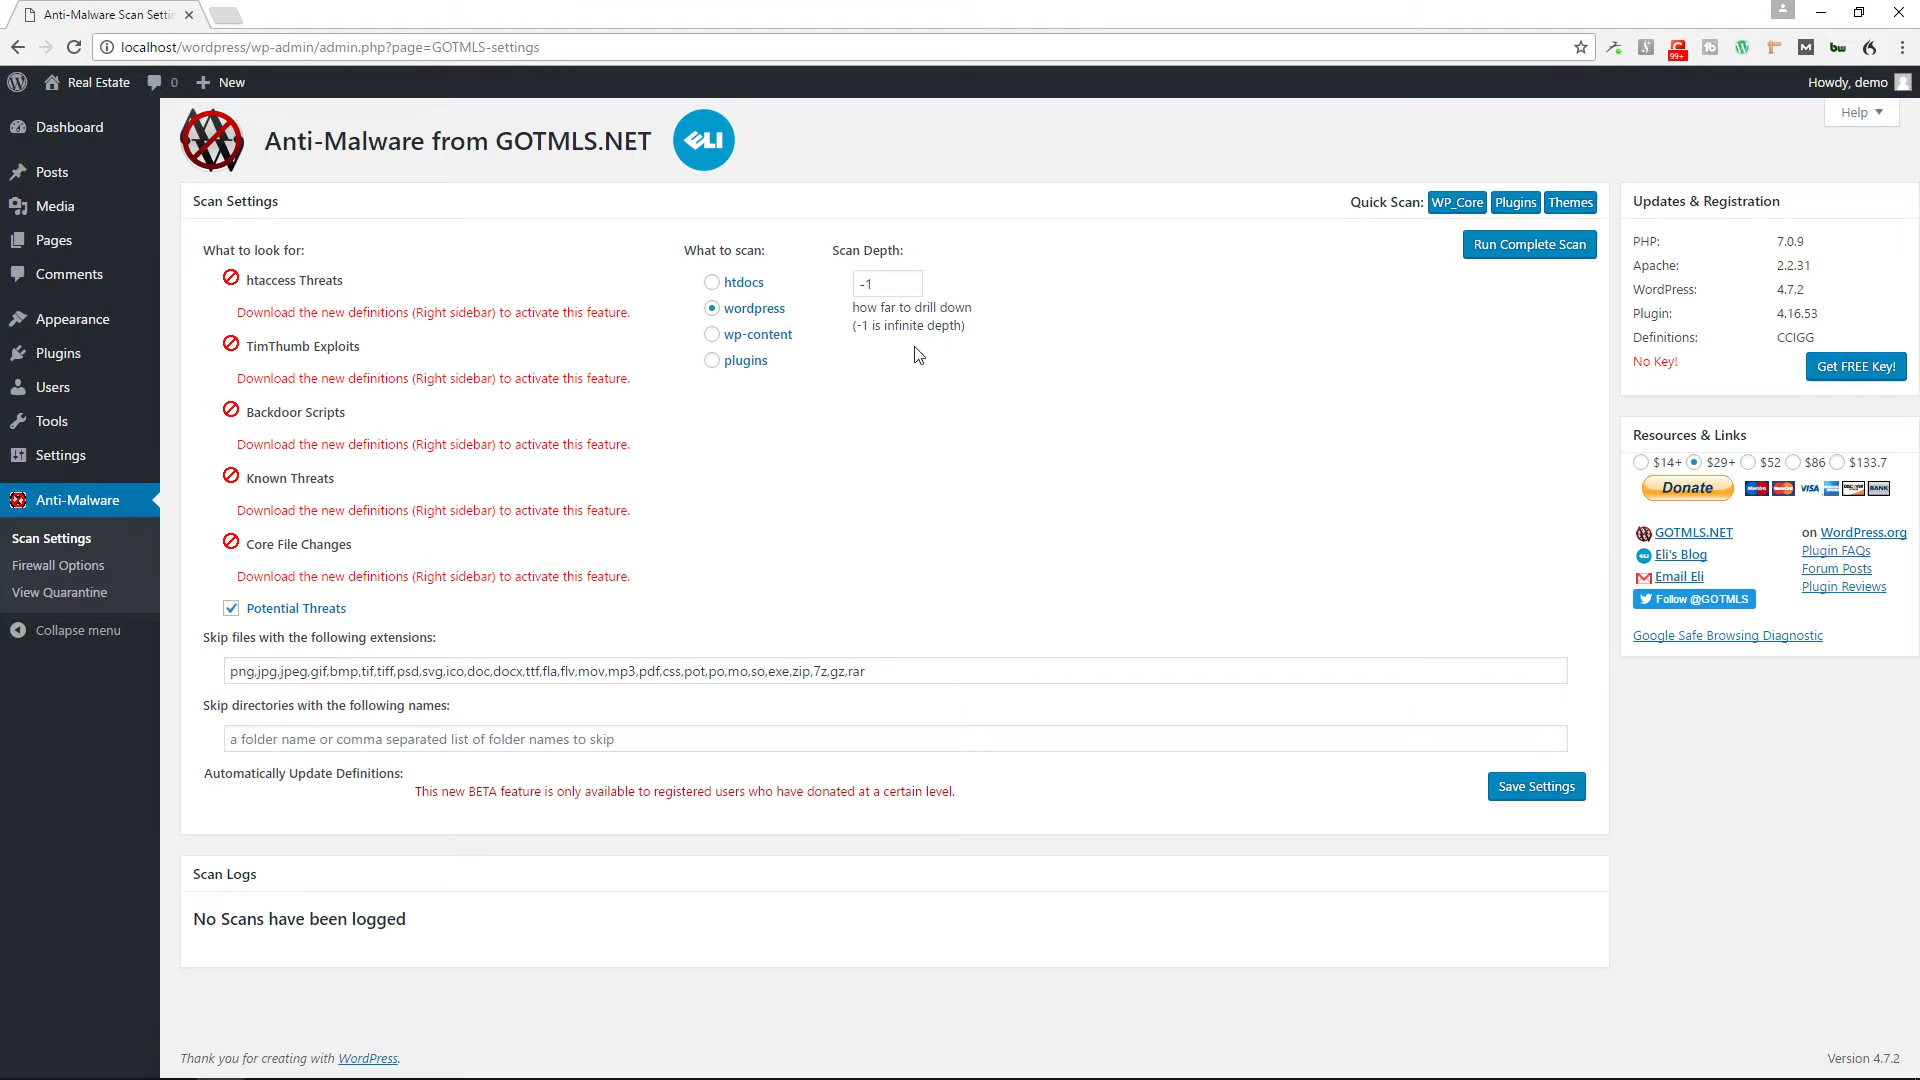 Anti-Malware Scan Setti
localhost/wordpress/wp-admin/admin.php?page=GOTMLS-settings
99+
Real Estate 0 New
Howdy, demo
Help
Dashboard
Posts
Media
Pages
Comments
Appearance
Plugins
Users
Tools
Settings
Anti-Malware
Scan Settings
Firewall Options
View Quarantine
Collapse menu
Anti-Malware from GOTMLS.NET
ELI
Scan Settings
Quick Scan: WP_Core Plugins Themes
Run Complete Scan
What to look for:
htaccess Threats
Download the new definitions (Right sidebar) to activate this feature.
TimThumb Exploits
Download the new definitions (Right sidebar) to activate this feature.
Backdoor Scripts
Download the new definitions (Right sidebar) to activate this feature.
Known Threats
Download the new definitions (Right sidebar) to activate this feature.
Core File Changes
Download the new definitions (Right sidebar) to activate this feature.
Potential Threats
What to scan:
htdocs
wordpress
wp-content
plugins
Scan Depth:
-1
how far to drill down
(-1 is infinite depth)
Skip files with the following extensions:
png,jpg,jpeg,gif,bmp,tif,tiff,psd,svg,ico,doc,docx,ttf,fla,flv,mov,mp3,pdf,css,pot,po,mo,so,exe,zip,7z,gz,rar
Skip directories with the following names:
a folder name or comma separated list of folder names to skip
Automatically Update Definitions:
This new BETA feature is only available to registered users who have donated at a certain level.
Save Settings
Scan Logs
No Scans have been logged
Updates & Registration
PHP: 7.0.9
Apache: 2.2.31
WordPress: 4.7.2
Plugin: 4.16.53
Definitions: CCIGG
No Key! Get FREE Key!
Resources & Links
$14+ $29+ $52 $86 $133.7
Donate
VISA
BANK
GOTMLS.NET
Eli's Blog
Email Eli
Follow @GOTMLS
on WordPress.org
Plugin FAQs
Forum Posts
Plugin Reviews
Google Safe Browsing Diagnostic
Thank you for creating with WordPress.
Version 4.7.2